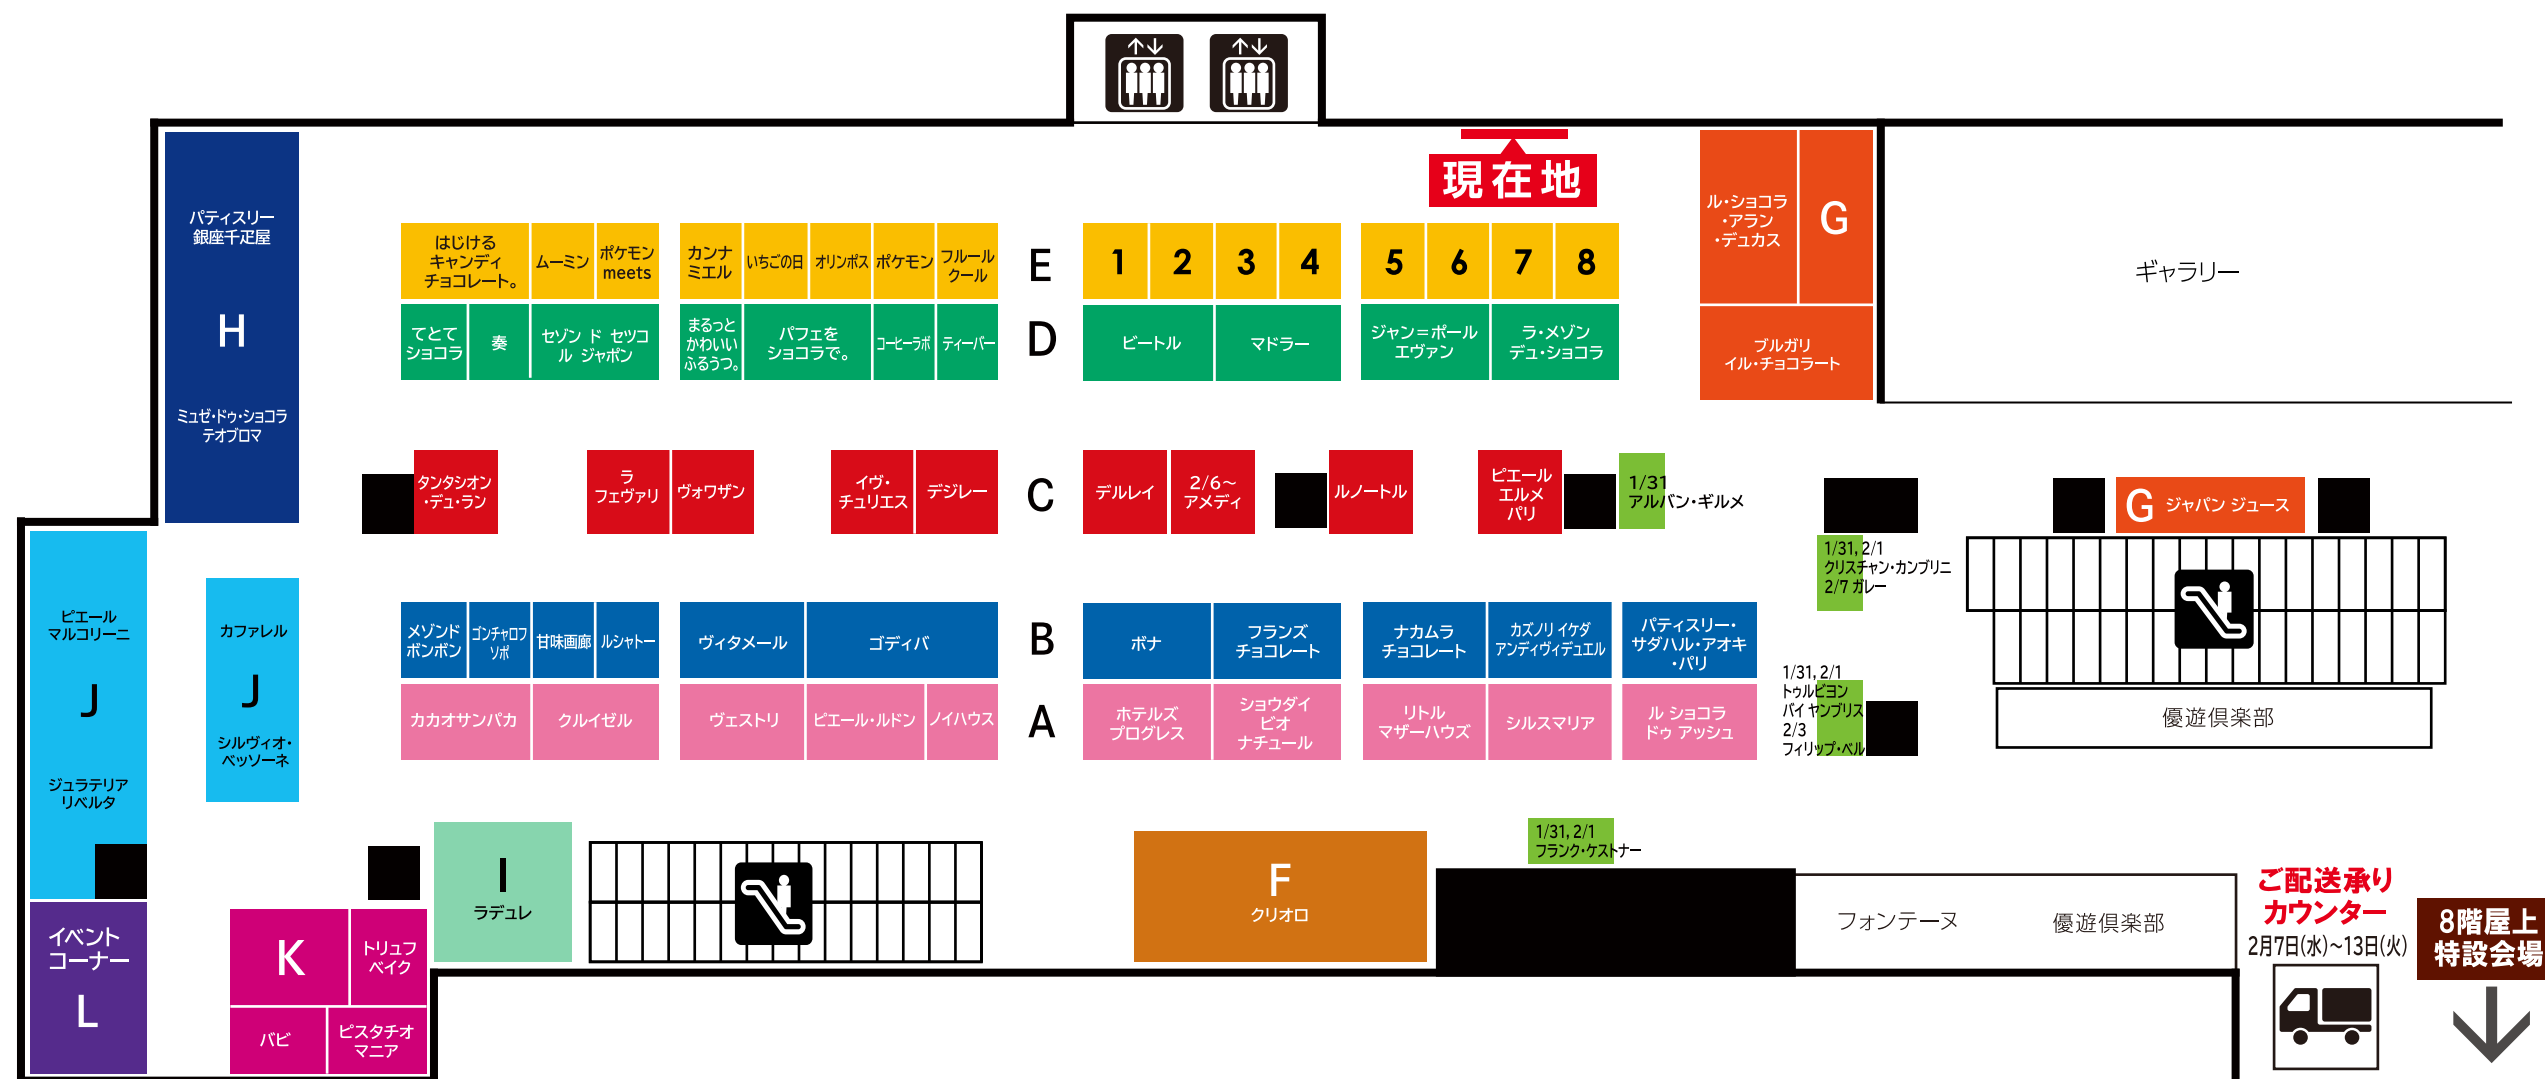 現在地
パティスリー
銀座千疋屋
H
ミュゼ・ドゥ・ショコラ
テオブロマ
はじける
キャンディ
チョコレート。
ムーミン
ポケモン
meets
カンナ
ミエル
いちごの日
オリンポス
ポケモン
フルール
クール
E
1
2
3
4
5
6
7
8
ル・ショコラ
・アラン
・デュカス
G
ギャラリー
てとて
ショコラ
奏
セゾン ド セツコ
ル ジャポン
まるっと
かわいい
ふるうつ。
パフェを
ショコラで。
コーヒーラボ
ティーバー
D
ビートル
マドラー
ジャン=ポール
エヴァン
ラ・メゾン
デュ・ショコラ
ブルガリ
イル・チョコラート
タンタシオン
・デュ・ラン
ラ
フェヴァリ
ヴォワザン
イヴ・
チュリエス
デジレー
C
デルレイ
2/6～
アメディ
ルノートル
ピエール
エルメ
パリ
1/31
アルバン・ギルメ
G ジャパン ジュース
1/31, 2/1
クリスチャン・カンブリニ
2/7 ガレー
ピエール
マルコリーニ
J
ジュラテリア
リベルタ
カファレル
J
シルヴィオ・
ベッソーネ
メゾンド
ボンボン
ゴンチャロフ
ソポ
甘味画廊
ルシャトー
ヴィタメール
ゴディバ
B
ボナ
フランズ
チョコレート
ナカムラ
チョコレート
カズノリ イケダ
アンディヴィデュエル
パティスリー・
サダハル・アオキ
・パリ
カカオサンパカ
クルイゼル
ヴェストリ
ピエール・ルドン
ノイハウス
A
ホテルズ
プログレス
ショウダイ
ビオ
ナチュール
リトル
マザーハウズ
シルスマリア
ル ショコラ
ドゥ アッシュ
1/31, 2/1
トゥルビヨン
バイ ヤンブリス
2/3
フィリップ・ベル
優遊倶楽部
I
ラデュレ
F
クリオロ
1/31, 2/1
フランク・ケストナー
フォンテーヌ
優遊倶楽部
ご配送承り
カウンター
2月7日(水)～13日(火)
8階屋上
特設会場
イベント
コーナー
L
K
トリュフ
ベイク
バビ
ピスタチオ
マニア